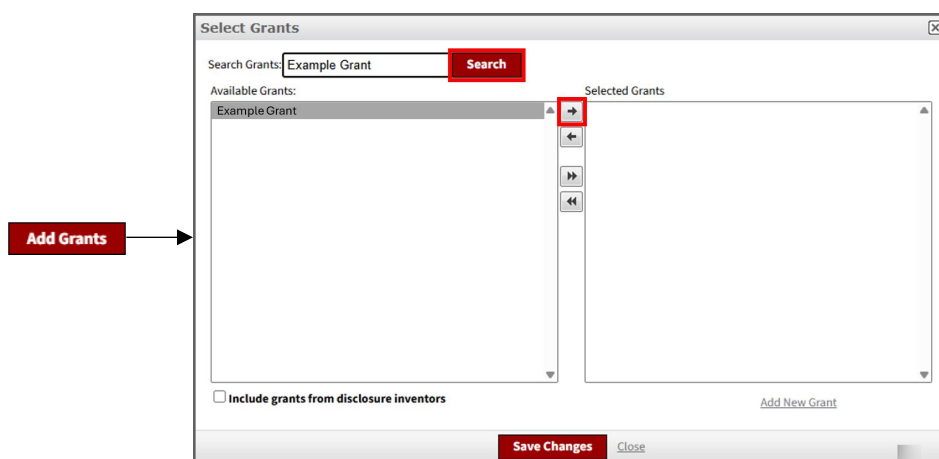 Select Grants
Search Grants: Example Grant Search
Available Grants: Selected Grants
Example Grant
Add Grants
Include grants from disclosure inventors
Add New Grant
Save Changes Close